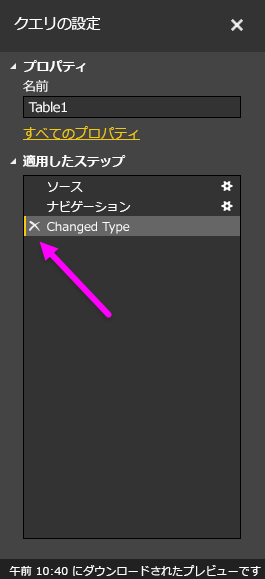 クエリの設定
プロパティ
名前
Table1
すべてのプロパティ
適用したステップ
ソース
ナビゲーション
Changed Type
午前 10:40 にダウンロードされたプレビューです